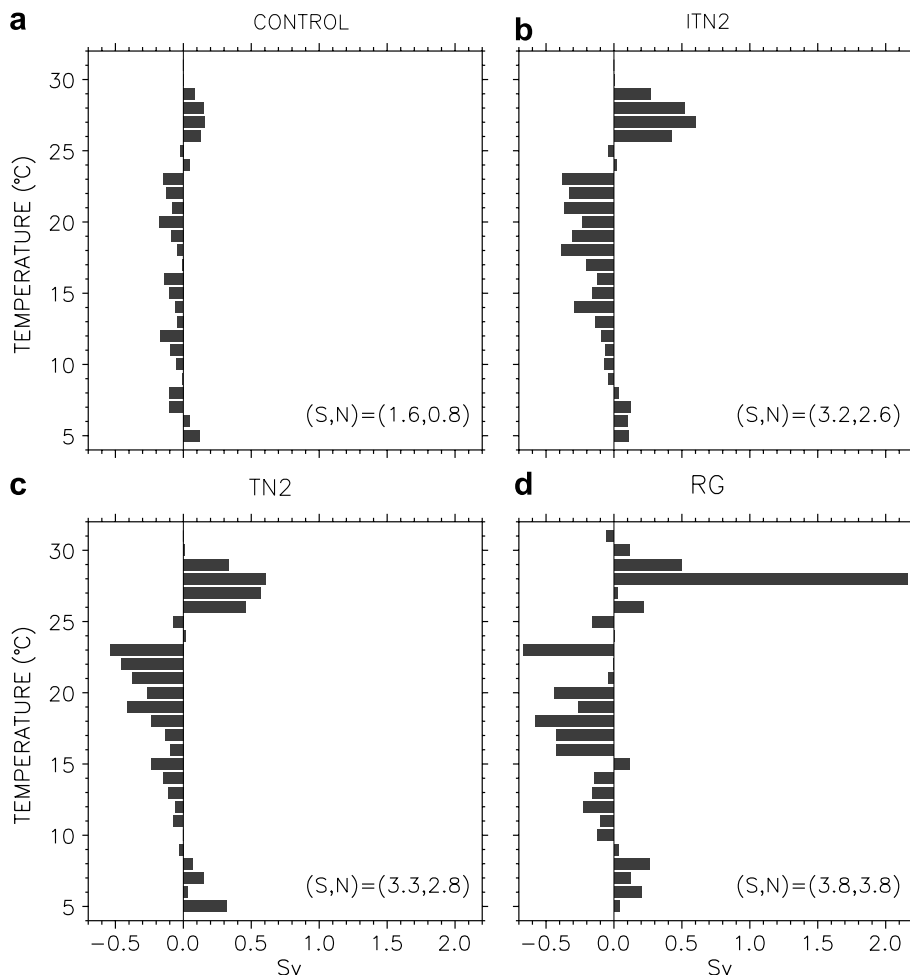 a
CONTROL
b
ITN2
TEMPERATURE (°C)
30
25
20
15
10
5
(S,N)=(1.6,0.8)
(S,N)=(3.2,2.6)
c
TN2
d
RG
TEMPERATURE (°C)
30
25
20
15
10
5
(S,N)=(3.3,2.8)
(S,N)=(3.8,3.8)
−0.5 0.0 0.5 1.0 1.5 2.0
−0.5 0.0 0.5 1.0 1.5 2.0
Sv
Sv